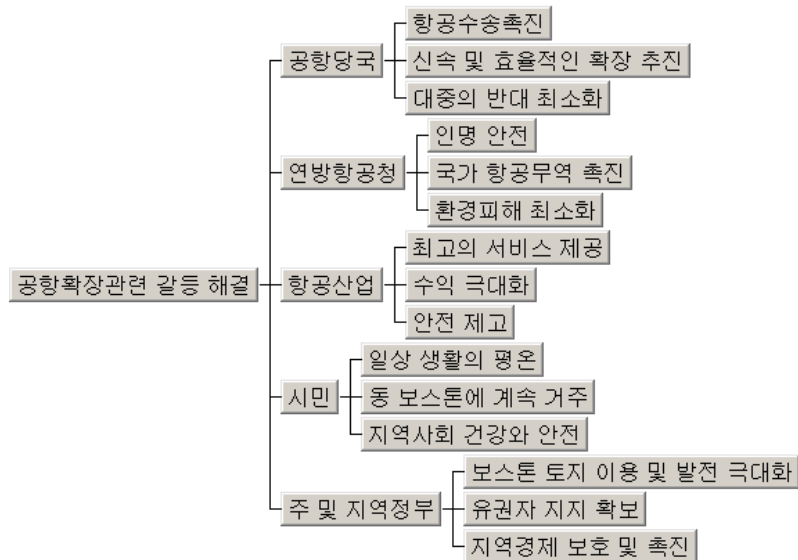 항공수송촉진
공항당국
신속 및 효율적인 확장 추진
대중의 반대 최소화
인명 안전
연방항공청
국가 항공무역 촉진
환경피해 최소화
최고의 서비스 제공
공항확장관련 갈등 해결
항공산업
수익 극대화
안전 제고
일상 생활의 평온
시민
동 보스톤에 계속 거주
지역사회 건강와 안전
보스톤 토지 이용 및 발전 극대화
주 및 지역정부
유권자 지지 확보
지역경제 보호 및 촉진